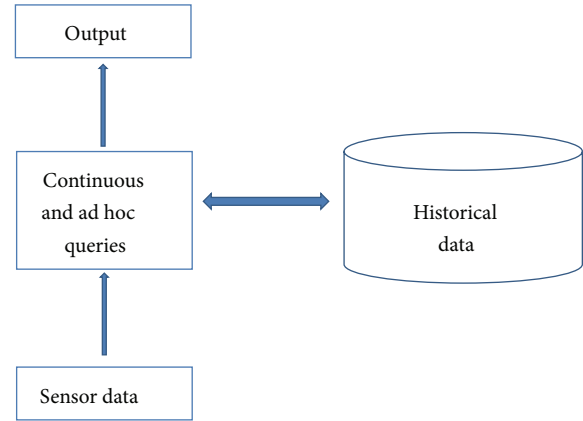 Output
Continuous
and ad hoc
queries
Historical
data
Sensor data